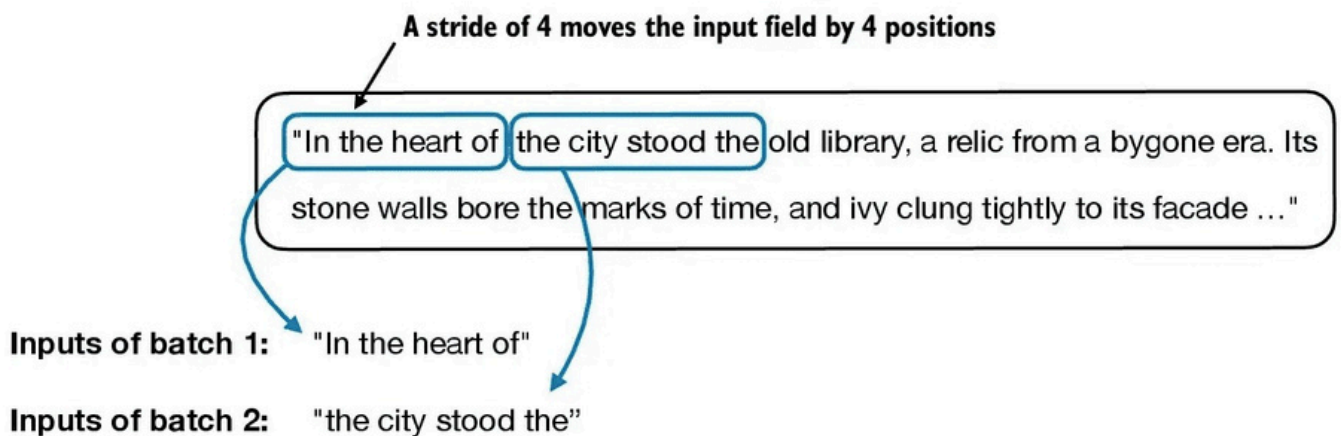 A stride of 4 moves the input field by 4 positions
"In the heart of the city stood the old library, a relic from a bygone era. Its
stone walls bore the marks of time, and ivy clung tightly to its facade ..."
Inputs of batch 1: "In the heart of"
Inputs of batch 2: "the city stood the”